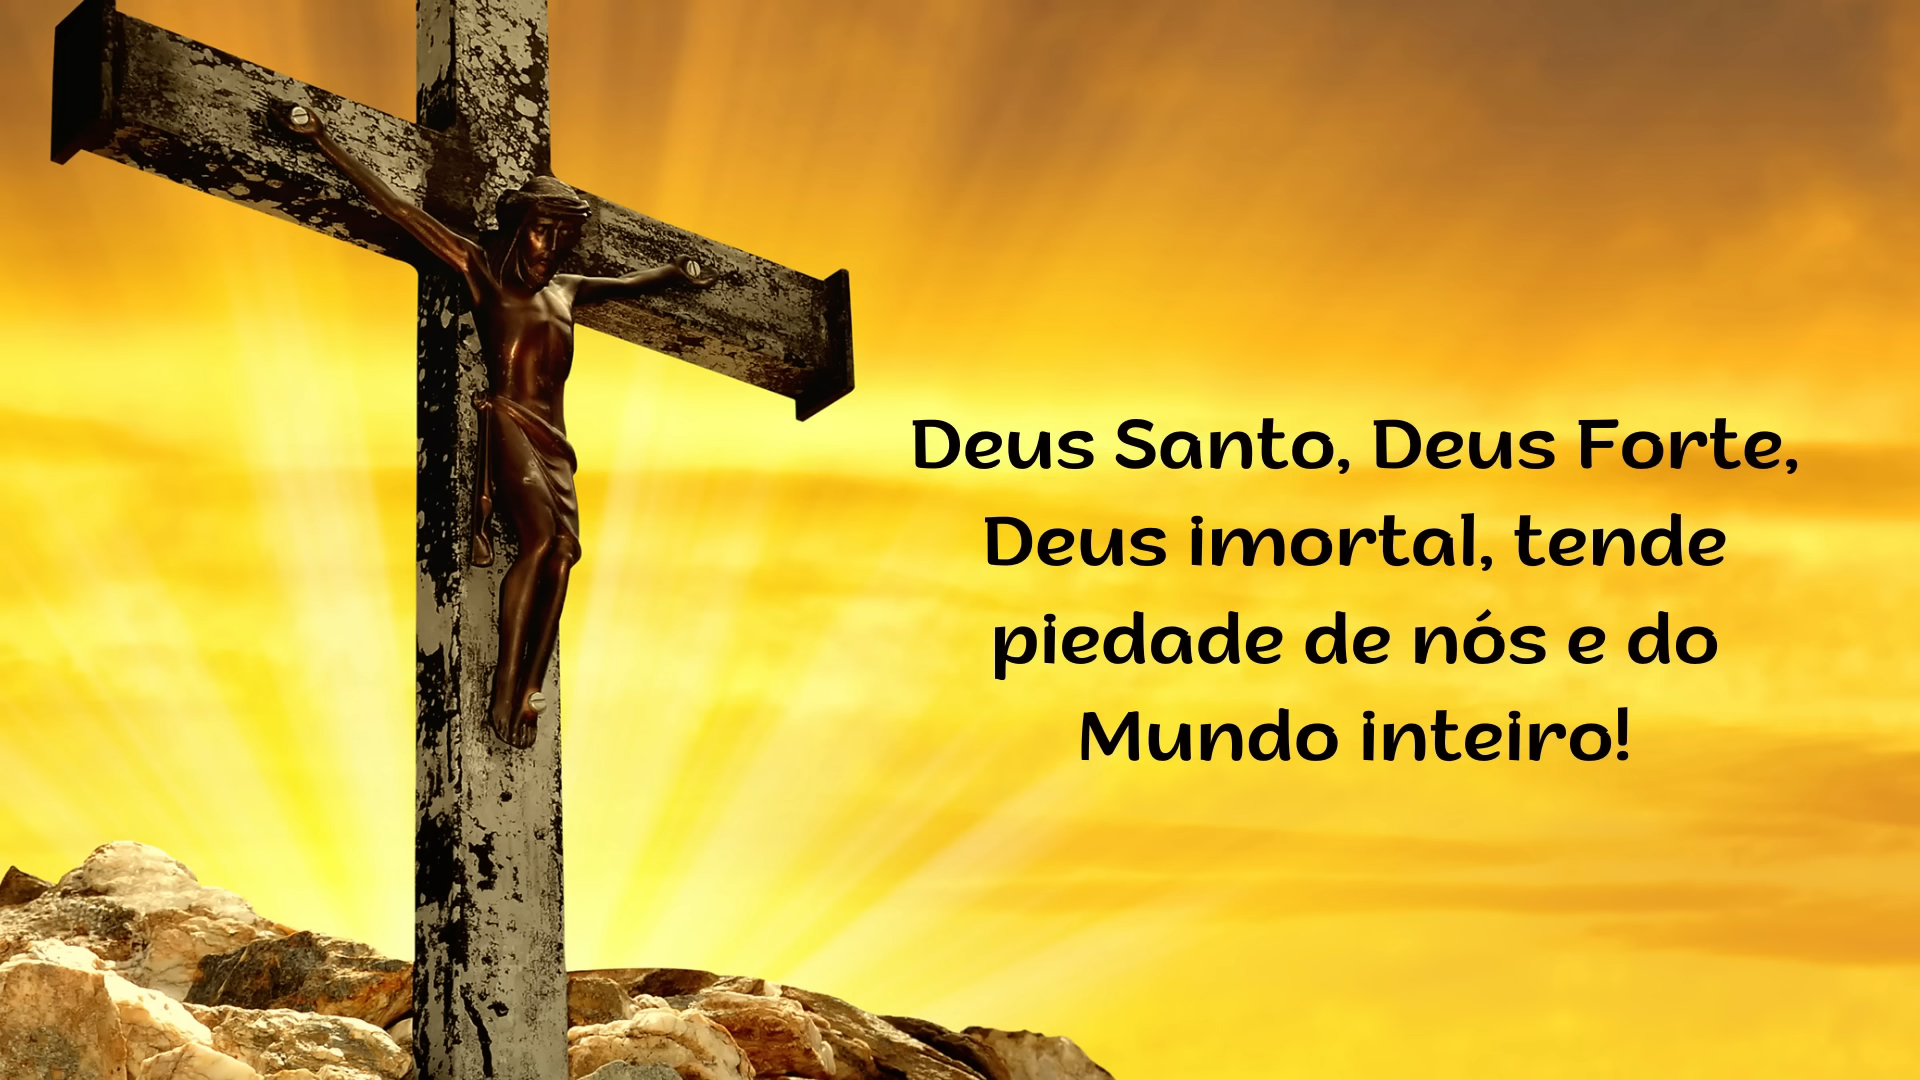 Deus Santo, Deus Forte,
Deus imortal, tende
piedade de nós e do
Mundo inteiro!